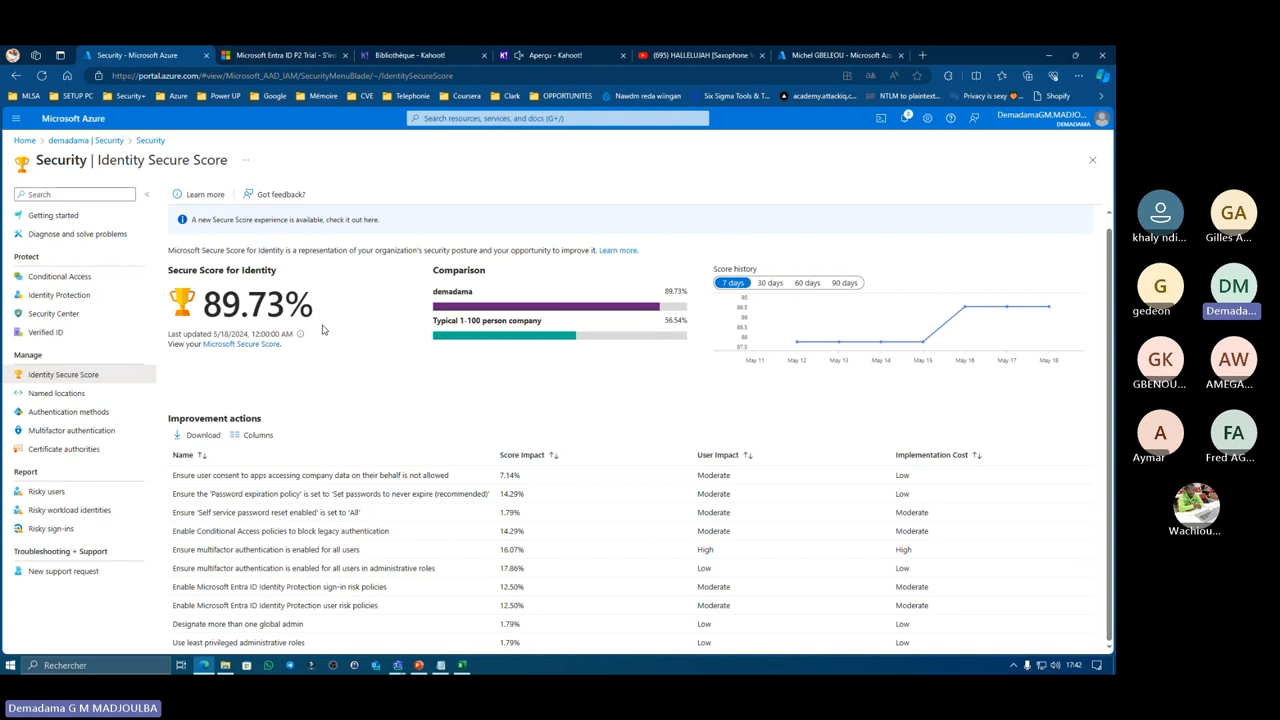 Security - Microsoft Azure
Microsoft Entra ID P2 Trial - S'in
Bibliothèque - Kahoot!
Aperçu - Kahoot!
(695) HALLELUJAH [Saxophone V
Michel GBELEOU - Microsoft Az
https://portal.azure.com/#view/Microsoft_AAD_IAM/SecurityMenuBlade/~/IdentitySecureScore
MLSA
SETUP PC
Security+
Azure
Power UP
Google
Mémoire
CVE
Telephonie
Coursera
Clark
OPPORTUNITES
Nawdm reda wiingan
Six Sigma Tools & T...
academy.attackiq.c...
NTLM to plaintext...
Privacy is sexy
Shopify
Microsoft Azure
Search resources, services, and docs (G+/)
DemadamaGM.MADJO...
DEMADAMA
Home > demadama | Security > Security
Security | Identity Secure Score ...
Search
Getting started
Diagnose and solve problems
Protect
Conditional Access
Identity Protection
Security Center
Verified ID
Manage
Identity Secure Score
Named locations
Authentication methods
Multifactor authentication
Certificate authorities
Report
Risky users
Risky workload identities
Risky sign-ins
Troubleshooting + Support
New support request
Learn more
Got feedback?
A new Secure Score experience is available, check it out here.
Microsoft Secure Score for Identity is a representation of your organization's security posture and your opportunity to improve it. Learn more.
Secure Score for Identity
89.73%
Last updated 5/18/2024, 12:00:00 AM
View your Microsoft Secure Score.
Comparison
demadama 89.73%
Typical 1-100 person company 56.54%
Score history
7 days 30 days 60 days 90 days
90
89.5
89
88.5
88
87.5
May 11 May 12 May 13 May 14 May 15 May 16 May 17 May 18
Improvement actions
Download Columns
Name Score Impact User Impact Implementation Cost
Ensure user consent to apps accessing company data on their behalf is not allowed 7.14% Moderate Low
Ensure the 'Password expiration policy' is set to 'Set passwords to never expire (recommended)' 14.29% Moderate Low
Ensure 'Self service password reset enabled' is set to 'All' 1.79% Moderate Moderate
Enable Conditional Access policies to block legacy authentication 14.29% Moderate Moderate
Ensure multifactor authentication is enabled for all users 16.07% High High
Ensure multifactor authentication is enabled for all users in administrative roles 17.86% Low Low
Enable Microsoft Entra ID Identity Protection sign-in risk policies 12.50% Moderate Moderate
Enable Microsoft Entra ID Identity Protection user risk policies 12.50% Moderate Moderate
Designate more than one global admin 1.79% Low Low
Use least privileged administrative roles 1.79% Low Low
Rechercher
17:42
khaly ndi...
GA
Gilles A...
G
gedeon
DM
Demada...
GK
GBENOU...
AW
AMEGA...
A
Aymar
FA
Fred AG...
Wachiou...
Demadama G M MADJOULBA